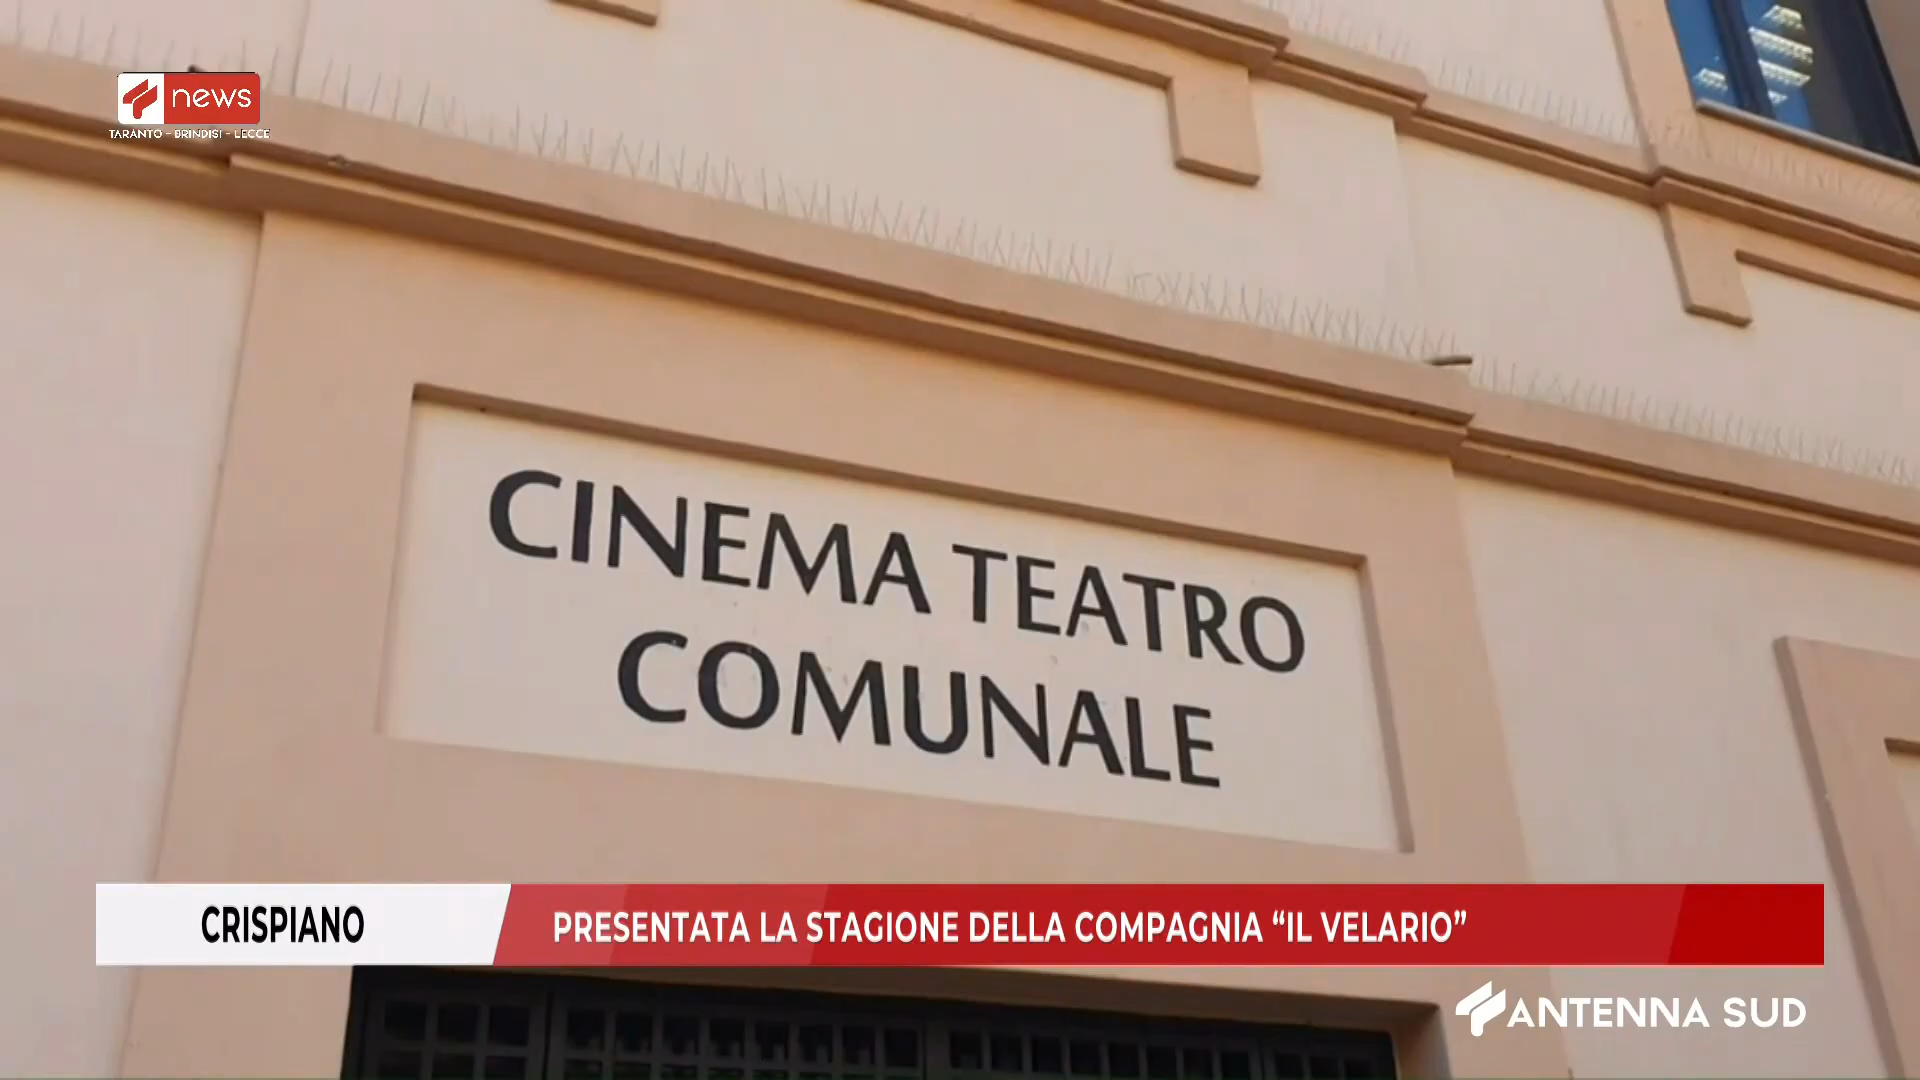 news
TARANTO - BRINDISI - LECCE
CINEMA TEATRO
COMUNALE
CRISPIANO
PRESENTATA LA STAGIONE DELLA COMPAGNIA “IL VELARIO”
ANTENNA SUD